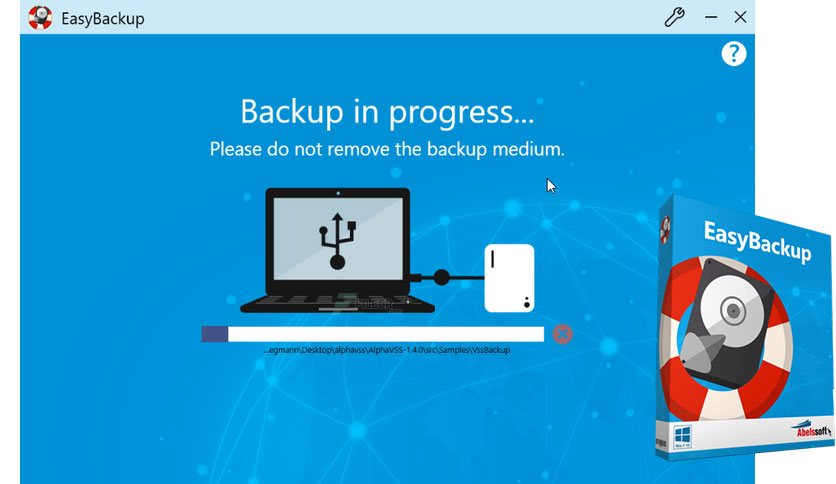 EasyBackup
?
Backup in progress...
Please do not remove the backup medium.
FILECR
...egmann\Desktop\alphavss\AlphaVSS-1.4.0\src\Samples\VssBackup
EasyBackup
Abelssoft